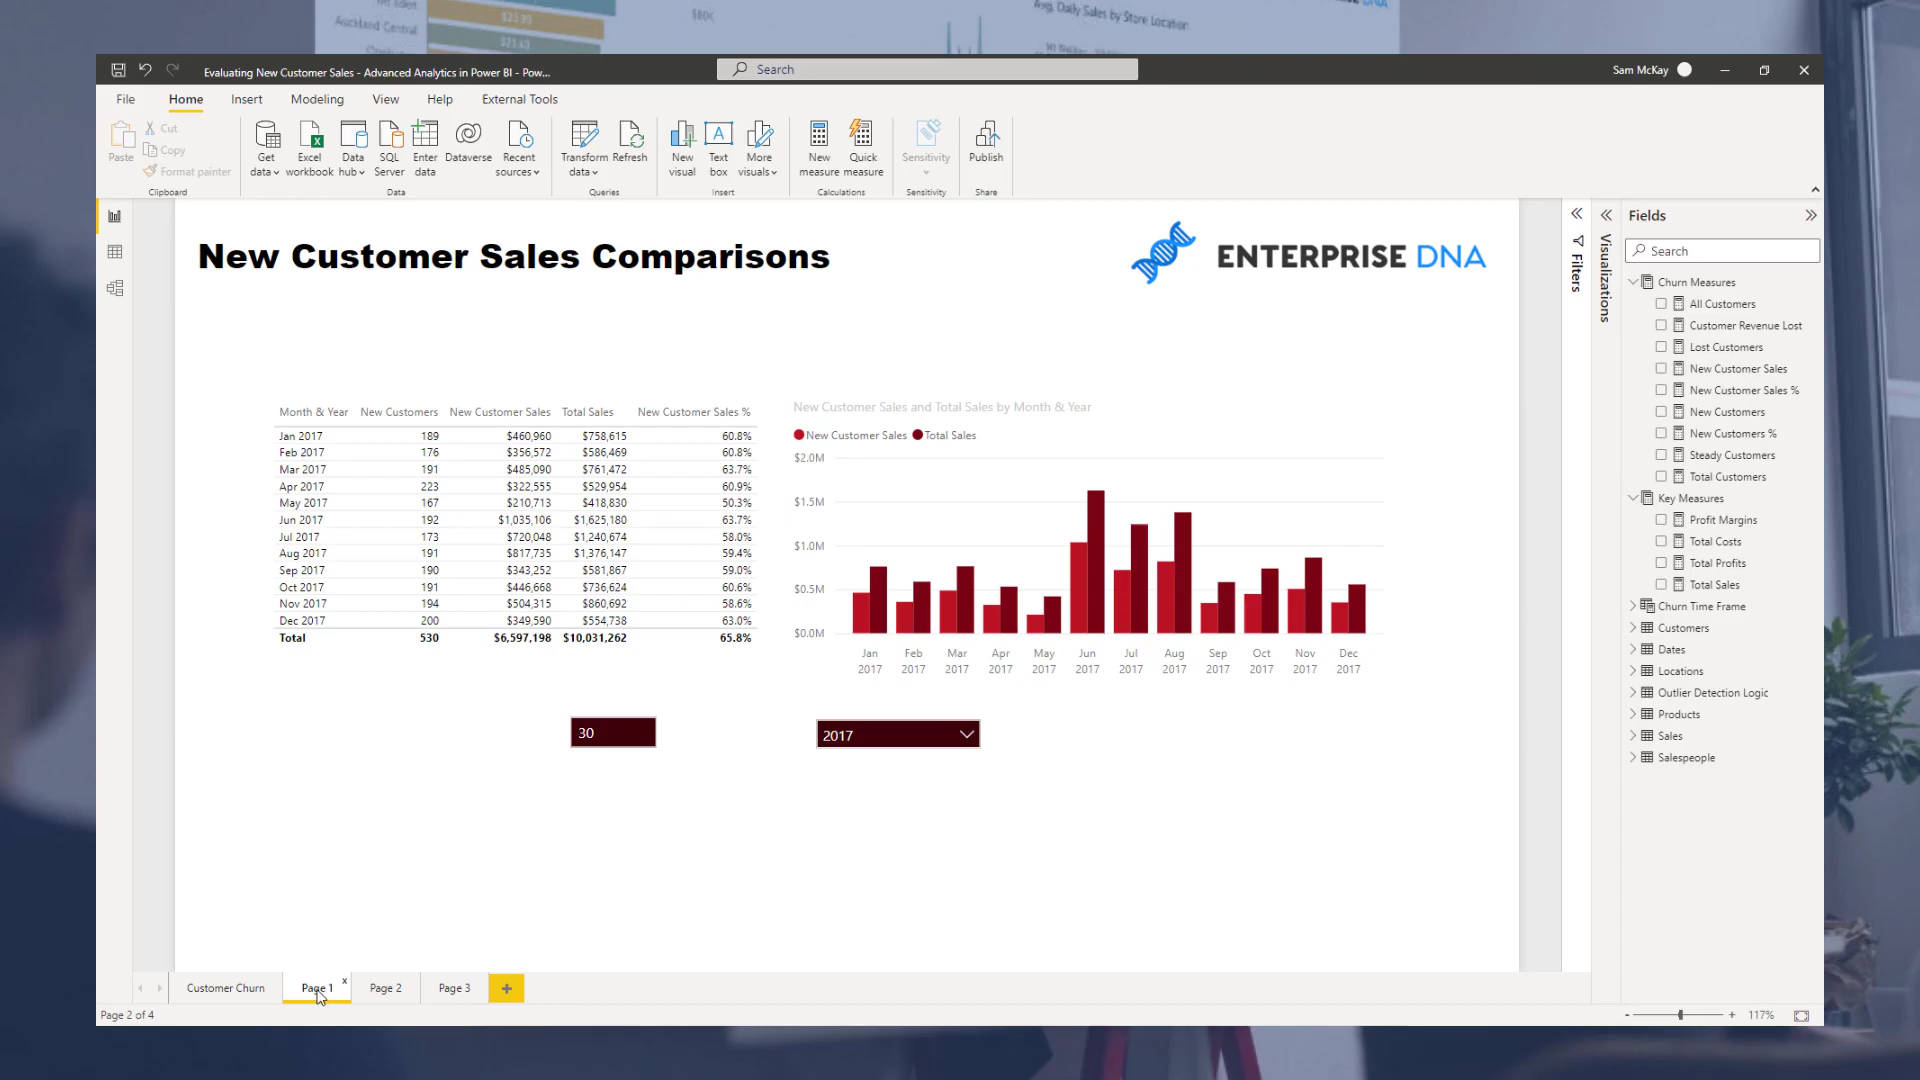 Auckland Central
$23.99
$23.40
$80K
Avg. Daily Sales by Store Location
DNA
Evaluating New Customer Sales - Advanced Analytics in Power BI - Pow...
Search
Sam McKay
File Home Insert Modeling View Help External Tools
Paste
Cut
Copy
Format painter
Clipboard
Get data
Excel workbook
Data hub
SQL Server
Enter data
Dataverse
Recent sources
Data
Transform data
Refresh
Queries
New visual
Text box
More visuals
Insert
New measure
Quick measure
Calculations
Sensitivity
Sensitivity
Publish
Share
New Customer Sales Comparisons
ENTERPRISE DNA
Month & Year New Customers New Customer Sales Total Sales New Customer Sales %
Jan 2017 189 $460,960 $758,615 60.8%
Feb 2017 176 $356,572 $586,469 60.8%
Mar 2017 191 $485,090 $761,472 63.7%
Apr 2017 223 $322,555 $529,954 60.9%
May 2017 167 $210,713 $418,830 50.3%
Jun 2017 192 $1,035,106 $1,625,180 63.7%
Jul 2017 173 $720,048 $1,240,674 58.0%
Aug 2017 191 $817,735 $1,376,147 59.4%
Sep 2017 190 $343,252 $581,867 59.0%
Oct 2017 191 $446,668 $736,624 60.6%
Nov 2017 194 $504,315 $860,692 58.6%
Dec 2017 200 $349,590 $554,738 63.0%
Total 530 $6,597,198 $10,031,262 65.8%
New Customer Sales and Total Sales by Month & Year
New Customer Sales Total Sales
$2.0M
$1.5M
$1.0M
$0.5M
$0.0M
Jan Feb Mar Apr May Jun Jul Aug Sep Oct Nov Dec
2017 2017 2017 2017 2017 2017 2017 2017 2017 2017 2017 2017
30
2017
Filters
Visualizations
Fields
Search
Churn Measures
All Customers
Customer Revenue Lost
Lost Customers
New Customer Sales
New Customer Sales %
New Customers
New Customers %
Steady Customers
Total Customers
Key Measures
Profit Margins
Total Costs
Total Profits
Total Sales
Churn Time Frame
Customers
Dates
Locations
Outlier Detection Logic
Products
Sales
Salespeople
Customer Churn Page 1 x Page 2 Page 3 +
Page 2 of 4
- + 117%